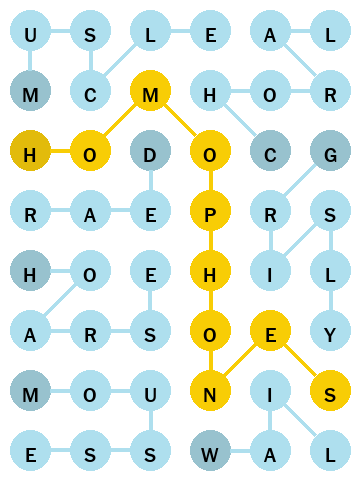 U S L E A L
M C M H O R
H O D O C G
R A E P R S
H O E H I L
A R S O E Y
M O U N I S
E S S W A L